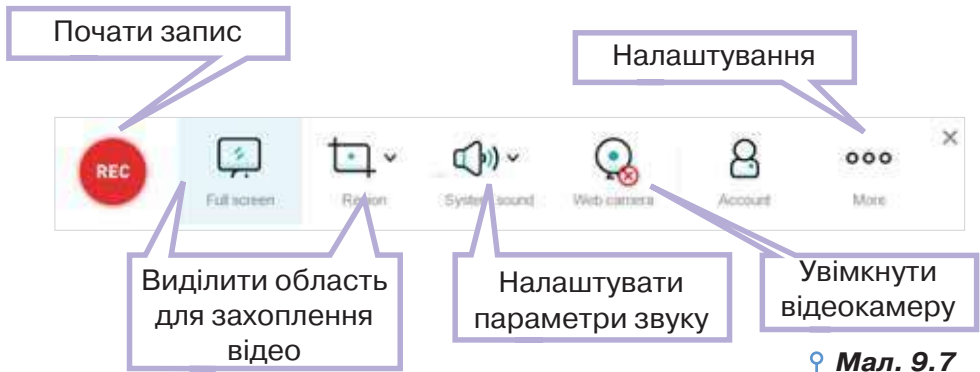 Почати запис
Налаштування
REC
Full screen
Region
System sound
Web camera
Account
More
Виділити область
для захоплення
відео
Налаштувати
параметри звуку
Увімкнути
відеокамеру
Мал. 9.7